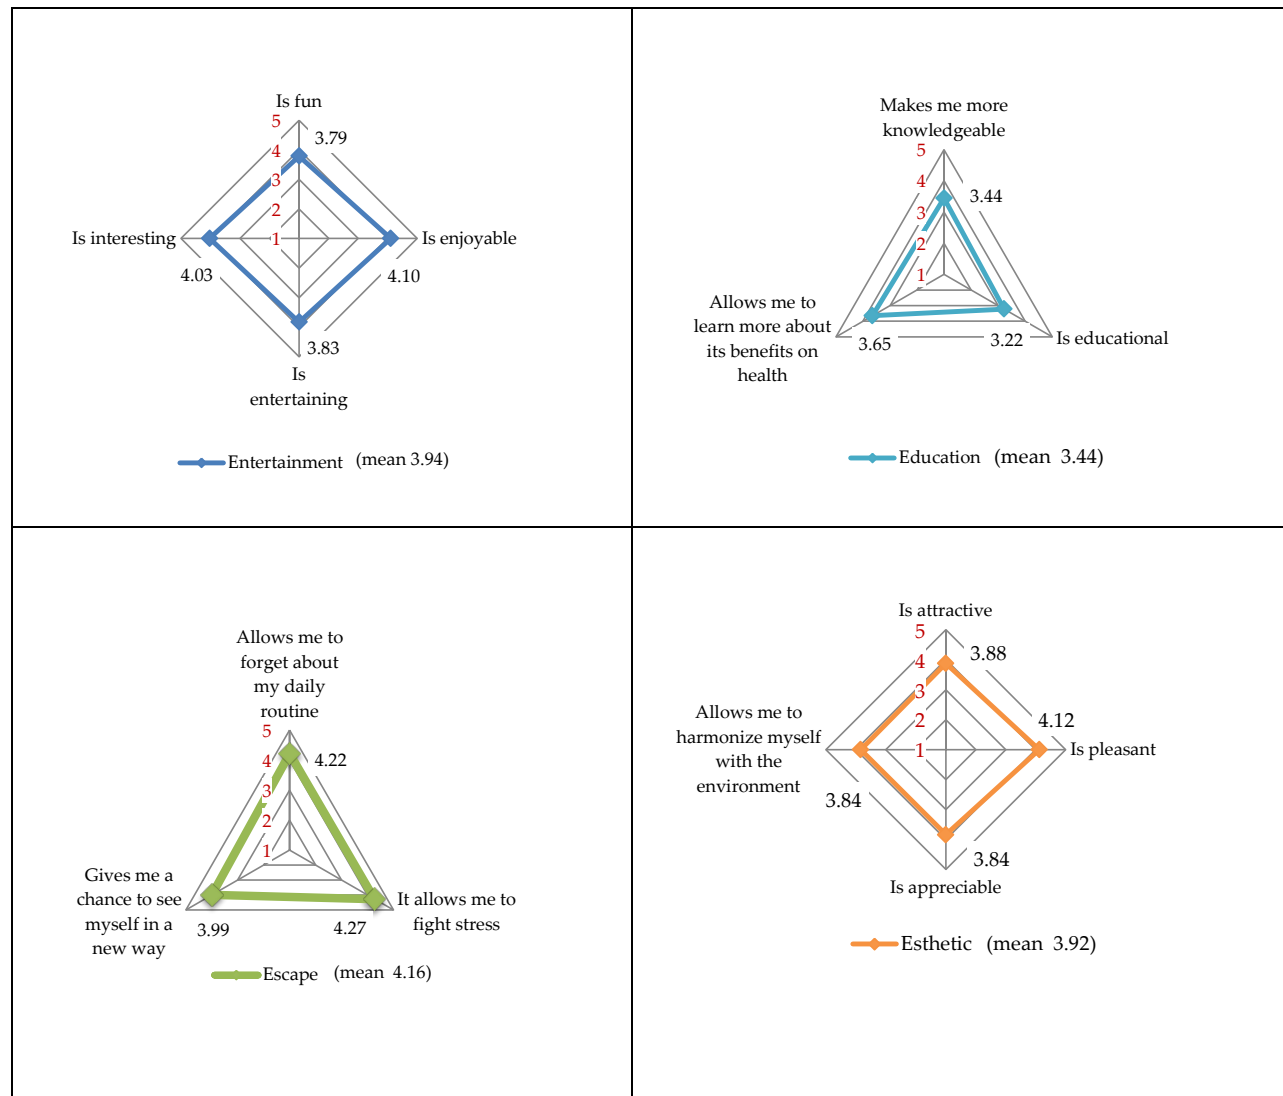 Is fun
5
3.79
4
3
2
Is interesting
1
Is enjoyable
4.03
4.10
3.83
Is
entertaining
Entertainment (mean 3.94)
Makes me more
knowledgeable
5
4
3.44
3
2
1
Allows me to
learn more about
its benefits on
health
3.65
3.22
Is educational
Education (mean 3.44)
Allows me to
forget about
my daily
routine
5
4.22
4
3
2
1
Gives me a
chance to see
myself in a
new way
3.99
4.27
It allows me to
fight stress
Escape (mean 4.16)
Is attractive
5
3.88
4
3
2
1
Allows me to
harmonize myself
with the
environment
4.12
Is pleasant
3.84
3.84
Is appreciable
Esthetic (mean 3.92)